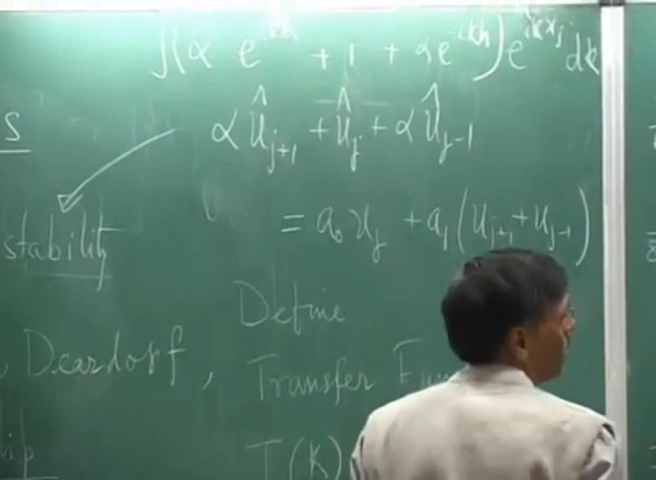 ∫(α e^{ikh} + 1 + α e^{-ikh}) e^{ikx_j} dk
s
α û_{j+1} + û_j + α û_{j-1}
stability
= a_0 u_j + a_1 (u_{j+1} + u_{j-1})
Define
, Deardorf ,
Transfer Fun
T(K)